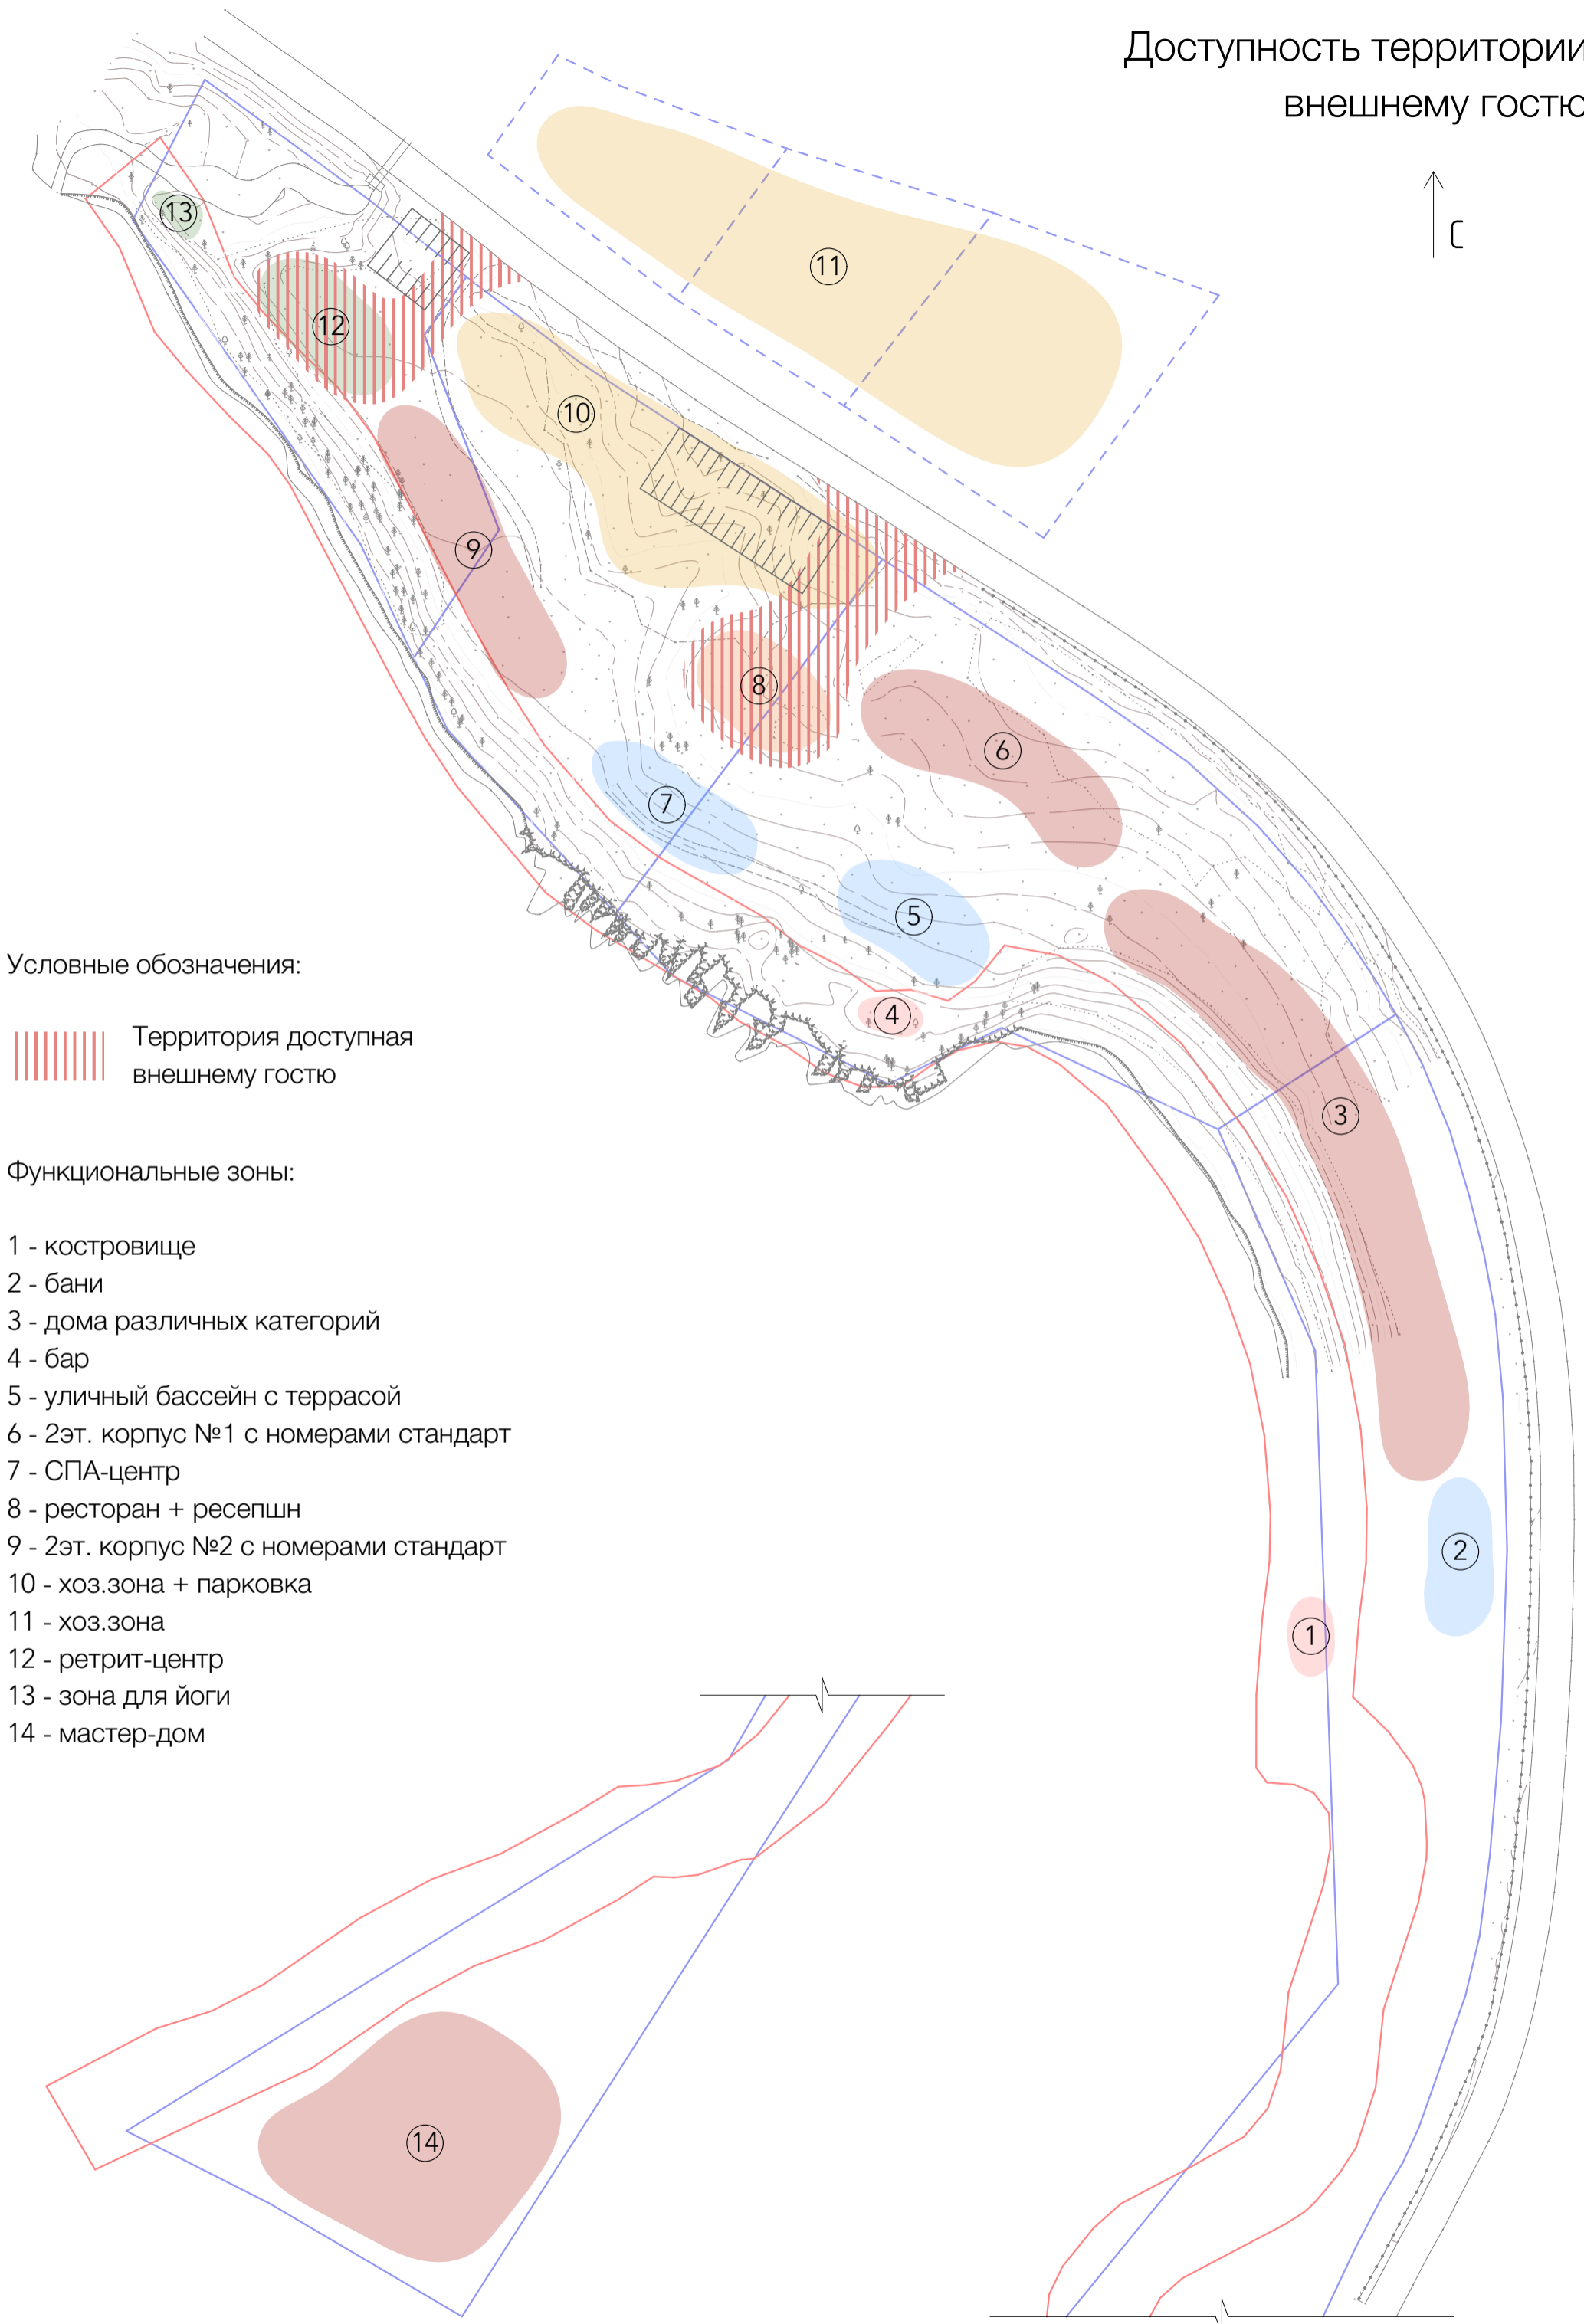 Доступность территории
внешнему гостю
С
13
11
12
10
9
8
6
7
5
4
3
2
1
14
Условные обозначения:
Территория доступная
внешнему гостю
Функциональные зоны:
1 - костровище
2 - бани
3 - дома различных категорий
4 - бар
5 - уличный бассейн с террасой
6 - 2эт. корпус №1 с номерами стандарт
7 - СПА-центр
8 - ресторан + ресепшн
9 - 2эт. корпус №2 с номерами стандарт
10 - хоз.зона + парковка
11 - хоз.зона
12 - ретрит-центр
13 - зона для йоги
14 - мастер-дом